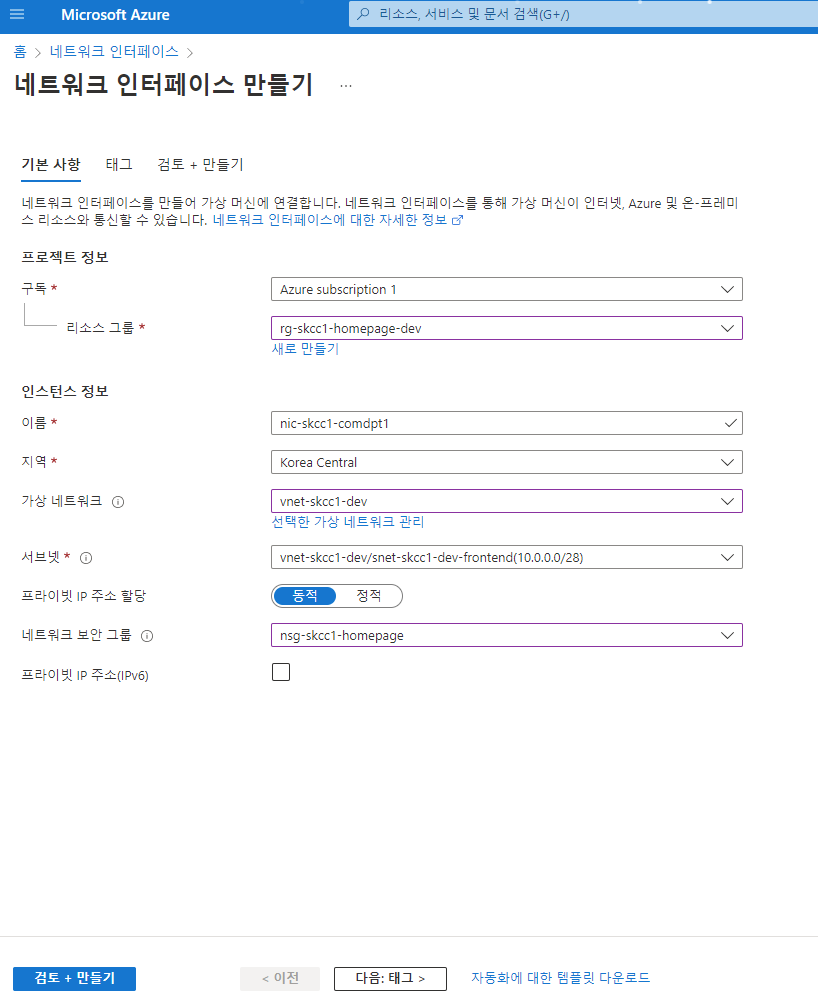 Microsoft Azure
리소스, 서비스 및 문서 검색(G+/)
홈 > 네트워크 인터페이스 >
네트워크 인터페이스 만들기 ...
기본 사항 태그 검토 + 만들기
네트워크 인터페이스를 만들어 가상 머신에 연결합니다. 네트워크 인터페이스를 통해 가상 머신이 인터넷, Azure 및 온-프레미
스 리소스와 통신할 수 있습니다. 네트워크 인터페이스에 대한 자세한 정보
프로젝트 정보
구독 * Azure subscription 1
리소스 그룹 * rg-skcc1-homepage-dev
새로 만들기
인스턴스 정보
이름 * nic-skcc1-comdpt1
지역 * Korea Central
가상 네트워크 vnet-skcc1-dev
선택한 가상 네트워크 관리
서브넷 * vnet-skcc1-dev/snet-skcc1-dev-frontend(10.0.0.0/28)
프라이빗 IP 주소 할당 동적 정적
네트워크 보안 그룹 nsg-skcc1-homepage
프라이빗 IP 주소(IPv6)
검토 + 만들기 < 이전 다음: 태그 > 자동화에 대한 템플릿 다운로드